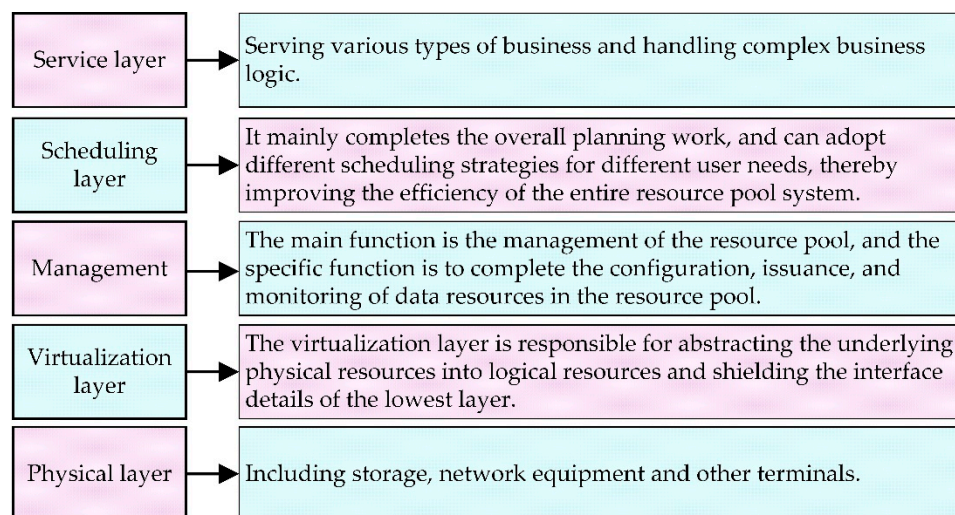 Service layer
Serving various types of business and handling complex business
logic.
Scheduling
layer
It mainly completes the overall planning work, and can adopt
different scheduling strategies for different user needs, thereby
improving the efficiency of the entire resource pool system.
Management
The main function is the management of the resource pool, and the
specific function is to complete the configuration, issuance, and
monitoring of data resources in the resource pool.
Virtualization
layer
The virtualization layer is responsible for abstracting the underlying
physical resources into logical resources and shielding the interface
details of the lowest layer.
Physical layer
Including storage, network equipment and other terminals.